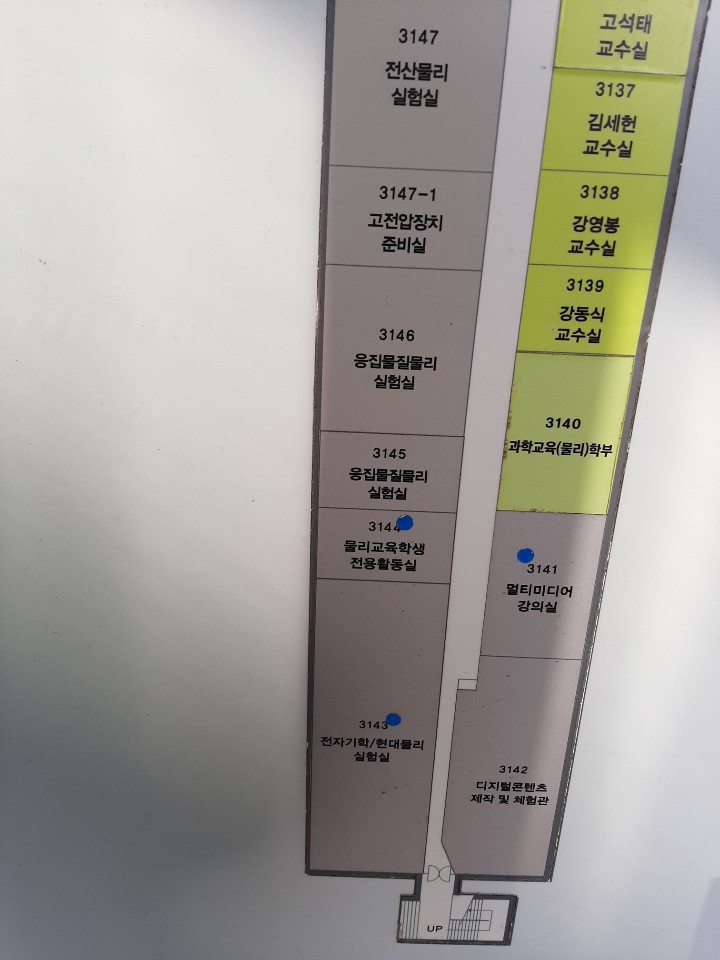 3147
전산물리
실험실
3147-1
고전압장치
준비실
3146
응집물질물리
실험실
3145
응집물질물리
실험실
3144
물리교육학생
전용활동실
3143
전자기학/현대물리
실험실
고석태
교수실
3137
김세헌
교수실
3138
강영봉
교수실
3139
강동식
교수실
3140
과학교육(물리)학부
3141
멀티미디어
강의실
3142
디지털콘텐츠
제작 및 체험관
UP